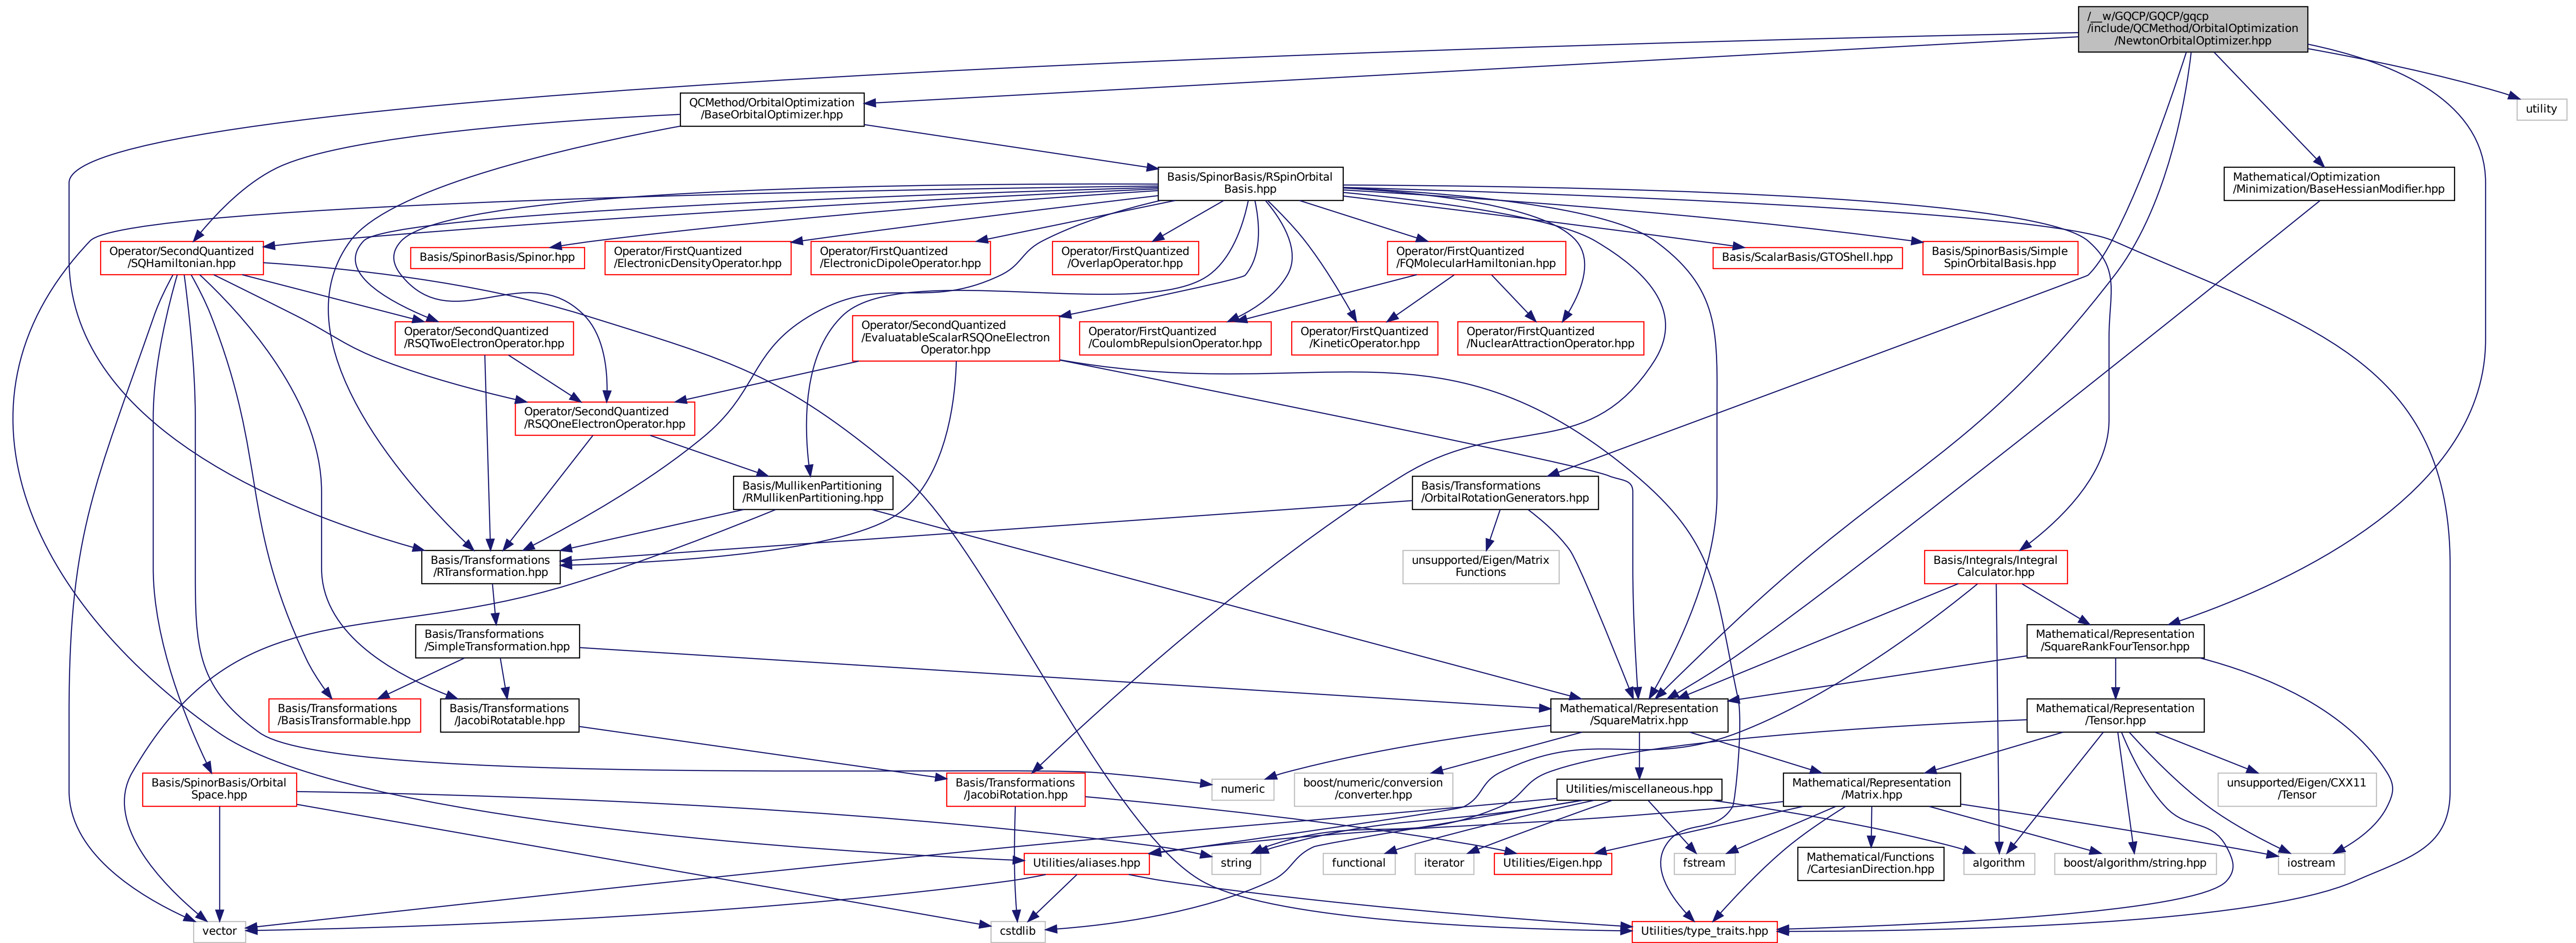 /__w/GQCP/GQCP/gqcp
/include/QCMethod/OrbitalOptimization
/NewtonOrbitalOptimizer.hpp
QCMethod/OrbitalOptimization
/BaseOrbitalOptimizer.hpp
utility
Basis/SpinorBasis/RSpinOrbital
Basis.hpp
Mathematical/Optimization
/Minimization/BaseHessianModifier.hpp
Operator/SecondQuantized
/SQHamiltonian.hpp
Basis/SpinorBasis/Spinor.hpp
Operator/FirstQuantized
/ElectronicDensityOperator.hpp
Operator/FirstQuantized
/ElectronicDipoleOperator.hpp
Operator/FirstQuantized
/OverlapOperator.hpp
Operator/FirstQuantized
/FQMolecularHamiltonian.hpp
Basis/ScalarBasis/GTOShell.hpp
Basis/SpinorBasis/Simple
SpinOrbitalBasis.hpp
Operator/SecondQuantized
/RSQTwoElectronOperator.hpp
Operator/SecondQuantized
/EvaluatableScalarRSQOneElectron
Operator.hpp
Operator/FirstQuantized
/CoulombRepulsionOperator.hpp
Operator/FirstQuantized
/KineticOperator.hpp
Operator/FirstQuantized
/NuclearAttractionOperator.hpp
Operator/SecondQuantized
/RSQOneElectronOperator.hpp
Basis/MullikenPartitioning
/RMullikenPartitioning.hpp
Basis/Transformations
/OrbitalRotationGenerators.hpp
Basis/Transformations
/RTransformation.hpp
unsupported/Eigen/Matrix
Functions
Basis/Integrals/Integral
Calculator.hpp
Basis/Transformations
/SimpleTransformation.hpp
Mathematical/Representation
/SquareRankFourTensor.hpp
Basis/Transformations
/BasisTransformable.hpp
Basis/Transformations
/JacobiRotatable.hpp
Mathematical/Representation
/SquareMatrix.hpp
Mathematical/Representation
/Tensor.hpp
Basis/SpinorBasis/Orbital
Space.hpp
Basis/Transformations
/JacobiRotation.hpp
numeric
boost/numeric/conversion
/converter.hpp
Utilities/miscellaneous.hpp
Mathematical/Representation
/Matrix.hpp
unsupported/Eigen/CXX11
/Tensor
Utilities/aliases.hpp
string
functional
iterator
Utilities/Eigen.hpp
fstream
Mathematical/Functions
/CartesianDirection.hpp
algorithm
boost/algorithm/string.hpp
iostream
vector
cstdlib
Utilities/type_traits.hpp